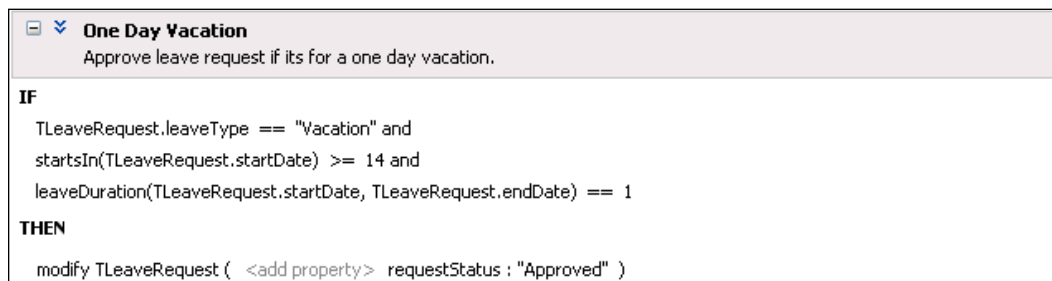 One Day Vacation
Approve leave request if its for a one day vacation.
IF
TLeaveRequest.leaveType == "Vacation" and
startsIn(TLeaveRequest.startDate) >= 14 and
leaveDuration(TLeaveRequest.startDate, TLeaveRequest.endDate) == 1
THEN
modify TLeaveRequest ( <add property> requestStatus : "Approved" )